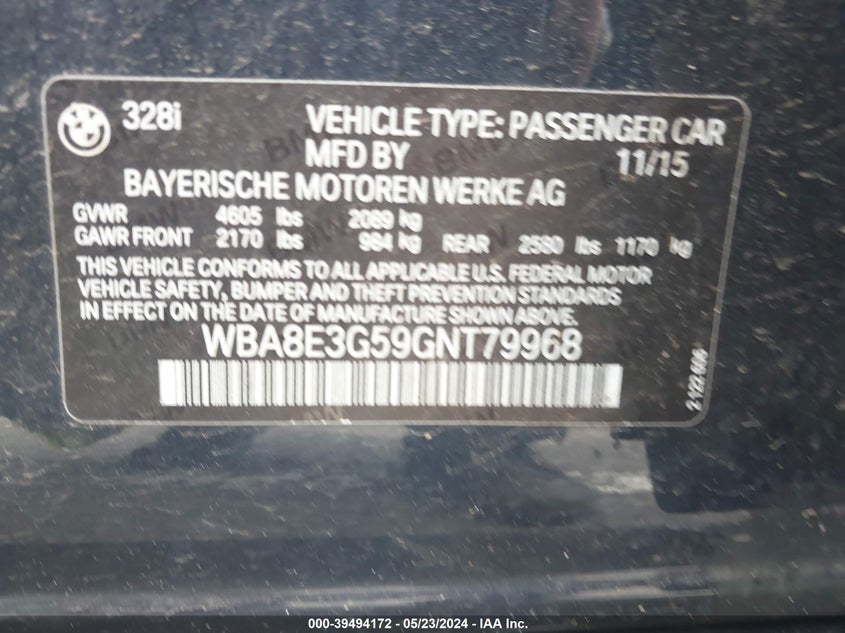 328i VEHICLE TYPE: PASSENGER CAR
MFD BY 11/15
BAYERISCHE MOTOREN WERKE AG
GVWR 4605 lbs 2089 kg
GAWR FRONT 2170 lbs 984 kg REAR 2580 lbs 1170 kg
THIS VEHICLE CONFORMS TO ALL APPLICABLE U.S. FEDERAL MOTOR
VEHICLE SAFETY, BUMPER AND THEFT PREVENTION STANDARDS
IN EFFECT ON THE DATE OF MANUFACTURE SHOWN ABOVE.
WBA8E3G59GNT79968
000-39494172 - 05/23/2024 - IAA Inc.